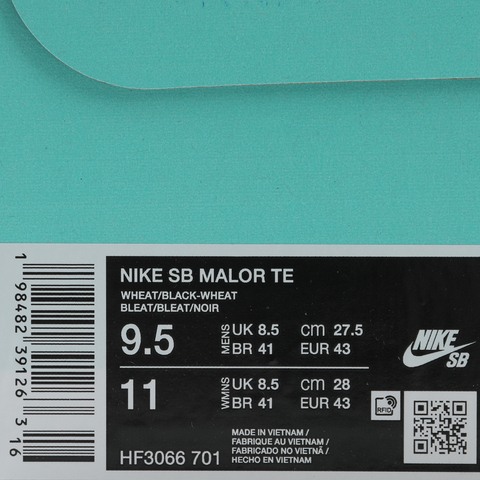 NIKE SB MALOR TE
WHEAT/BLACK-WHEAT
BLEAT/BLEAT/NOIR
9.5 MENS UK 8.5 cm 27.5
BR 41 EUR 43
11 WMNS UK 8.5 cm 28
BR 41 EUR 43
MADE IN VIETNAM /
FABRIQUE AU VIETNAM /
FABRICADO NO VIETNÃ /
HECHO EN VIETNAM
HF3066 701
RFID
NIKE
SB
1 98482 39126 3 16